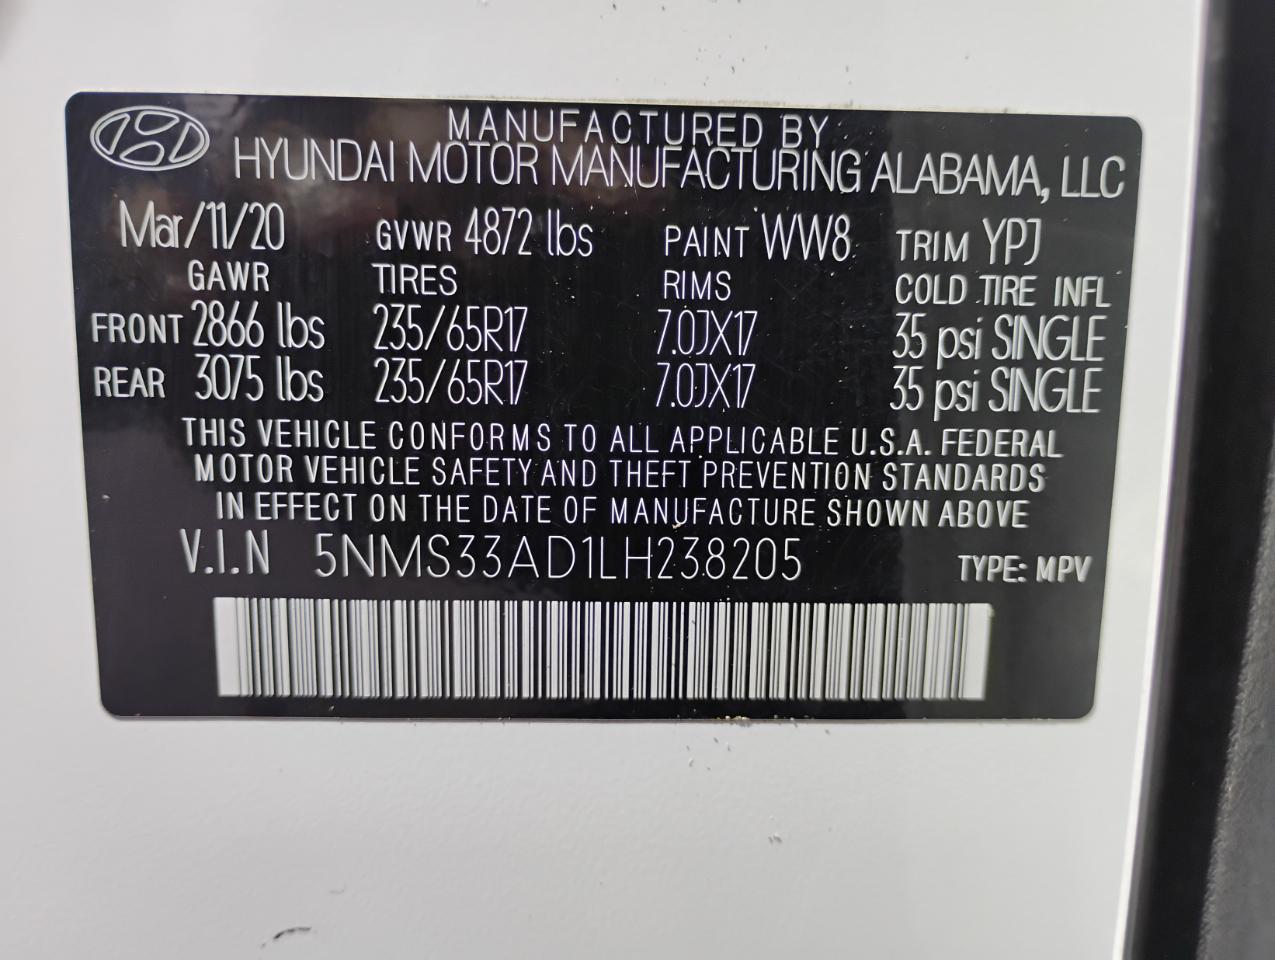 MANUFACTURED BY
HYUNDAI MOTOR MANUFACTURING ALABAMA, LLC
Mar/11/20 GVWR 4872 lbs PAINT WW8 TRIM YPJ
GAWR TIRES RIMS COLD TIRE INFL
FRONT 2866 lbs 235/65R17 7.0JX17 35 psi SINGLE
REAR 3075 lbs 235/65R17 7.0JX17 35 psi SINGLE
THIS VEHICLE CONFORMS TO ALL APPLICABLE U.S.A. FEDERAL
MOTOR VEHICLE SAFETY AND THEFT PREVENTION STANDARDS
IN EFFECT ON THE DATE OF MANUFACTURE SHOWN ABOVE
V.I.N 5NMS33AD1LH238205 TYPE: MPV